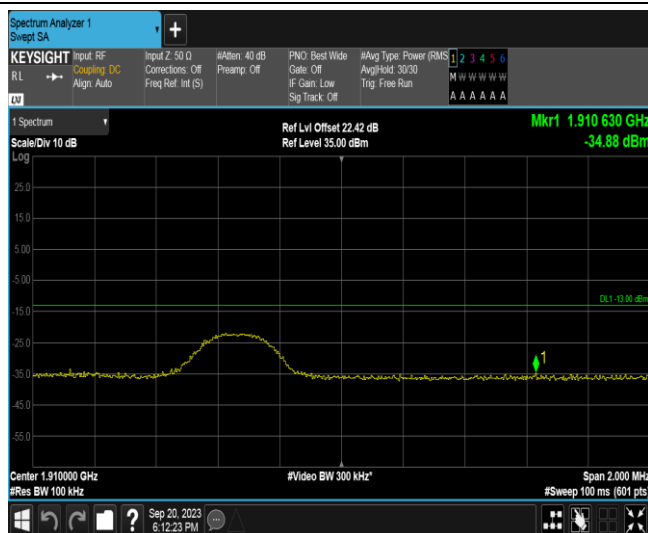 Spectrum Analyzer 1
Swept SA
+
KEYSIGHT
RL
Input: RF
Coupling: DC
Align: Auto
Input Z: 50 Ω
Corrections: Off
Freq Ref: Int (S)
#Atten: 40 dB
Preamp: Off
PNO: Best Wide
Gate: Off
IF Gain: Low
Sig Track: Off
#Avg Type: Power (RMS
Avg|Hold: 30/30
Trig: Free Run
1 2 3 4 5 6
M W W W W W
A A A A A A
LXI
1 Spectrum
Scale/Div 10 dB
Ref Lvl Offset 22.42 dB
Ref Level 35.00 dBm
Mkr1 1.910 630 GHz
-34.88 dBm
Log
25.0
15.0
5.00
-5.00
-15.0
DL1 -13.00 dBm
-25.0
-35.0
1
-45.0
-55.0
Center 1.910000 GHz
#Res BW 100 kHz
#Video BW 300 kHz*
Span 2.000 MHz
#Sweep 100 ms (601 pts)
?
Sep 20, 2023
6:12:23 PM